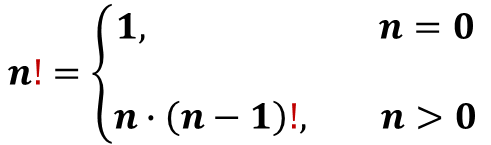 1, n = 0
n! =
n · (n − 1)!, n > 0